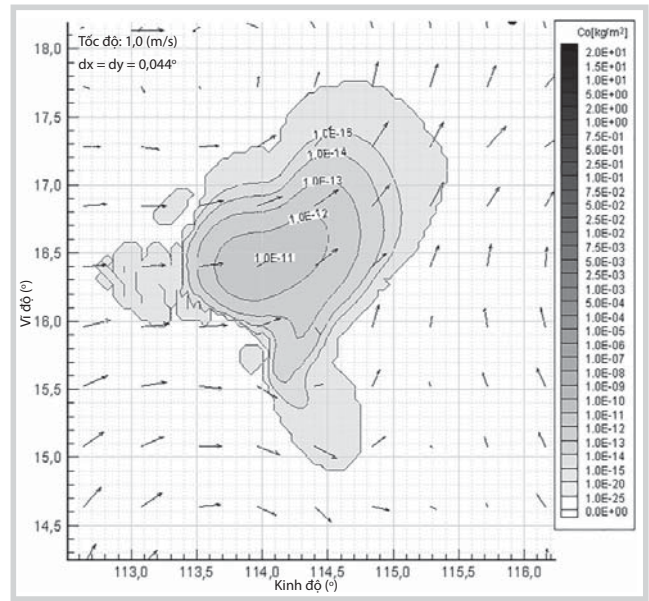 Tốc độ: 1,0 (m/s)
dx = dy = 0,044º
18,0
17,5
17,0
18,5
18,0
15,5
15,0
14,5
Vĩ độ (º)
1.0E-15
1.0E-14
1.0E-13
1.0E-12
1.0E-11
113,0 113,5 114,0 114,5 115,0 115,5 116,0
Kinh độ (º)
Co[kg/m²]
2.0E+01
1.5E+01
1.0E+01
5.0E+00
2.0E+00
1.0E+00
7.5E-01
5.0E-01
2.5E-01
1.0E-01
7.5E-02
5.0E-02
2.5E-02
1.0E-02
7.5E-03
5.0E-03
2.5E-03
1.0E-03
5.0E-04
1.0E-04
1.0E-05
1.0E-06
1.0E-07
1.0E-08
1.0E-09
1.0E-10
1.0E-11
1.0E-12
1.0E-13
1.0E-14
1.0E-15
1.0E-20
1.0E-25
0.0E+00